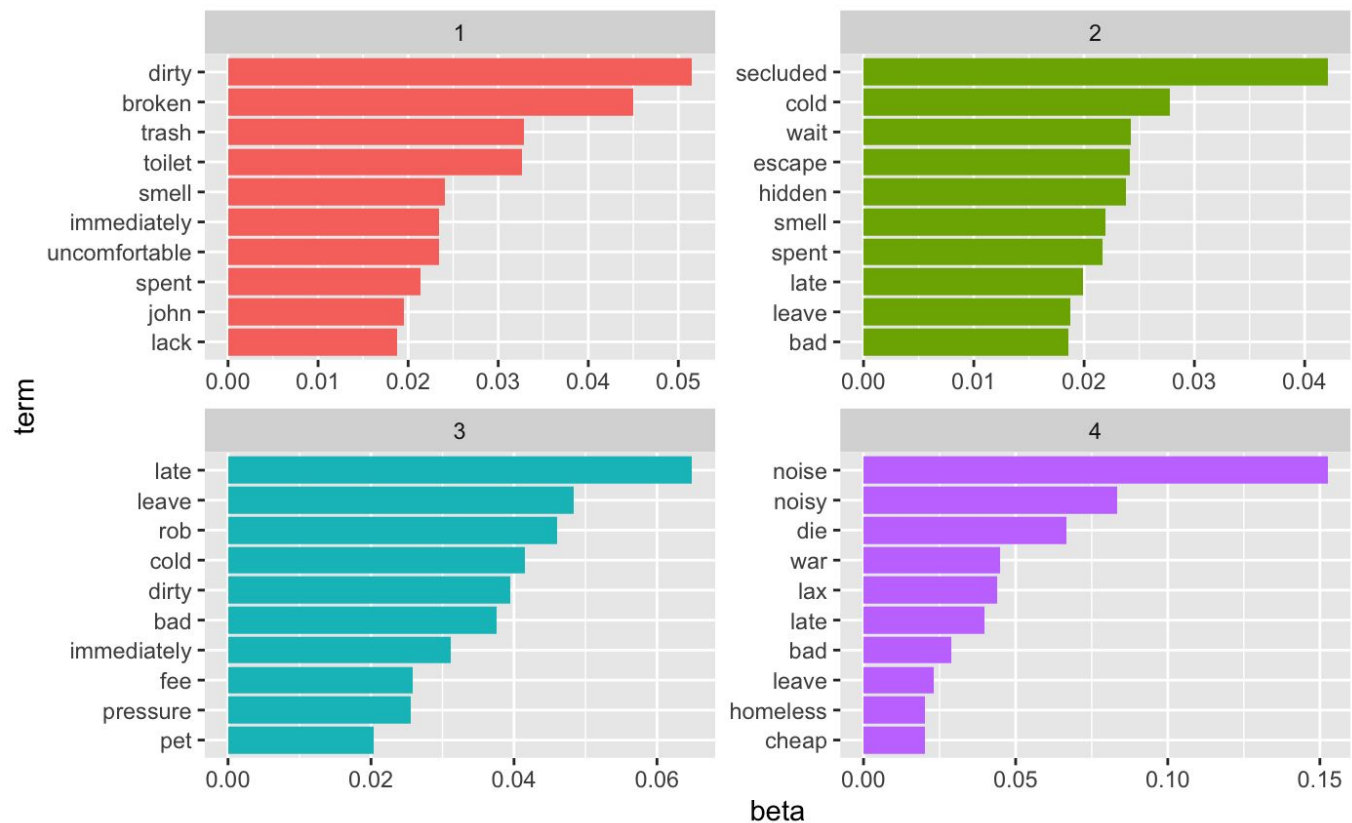 1
dirty
broken
trash
toilet
smell
immediately
uncomfortable
spent
john
lack
0.00 0.01 0.02 0.03 0.04 0.05
2
secluded
cold
wait
escape
hidden
smell
spent
late
leave
bad
0.00 0.01 0.02 0.03 0.04
term
3
late
leave
rob
cold
dirty
bad
immediately
fee
pressure
pet
0.00 0.02 0.04 0.06
4
noise
noisy
die
war
lax
late
bad
leave
homeless
cheap
0.00 0.05 0.10 0.15
beta